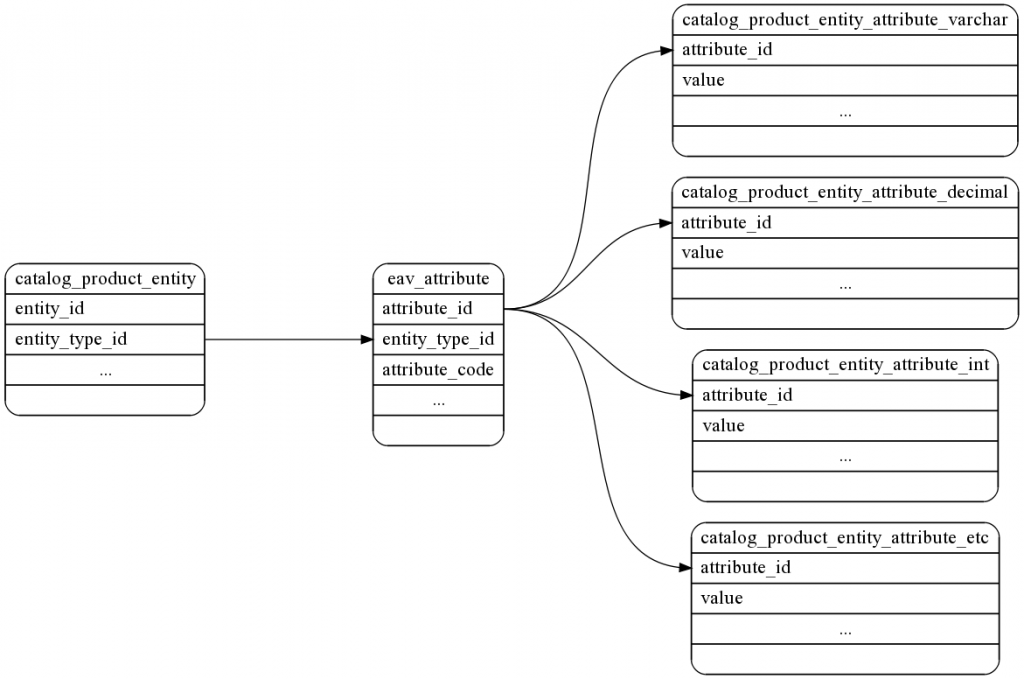 catalog_product_entity
entity_id
entity_type_id
...
eav_attribute
attribute_id
entity_type_id
attribute_code
...
catalog_product_entity_attribute_varchar
attribute_id
value
...
catalog_product_entity_attribute_decimal
attribute_id
value
...
catalog_product_entity_attribute_int
attribute_id
value
...
catalog_product_entity_attribute_etc
attribute_id
value
...